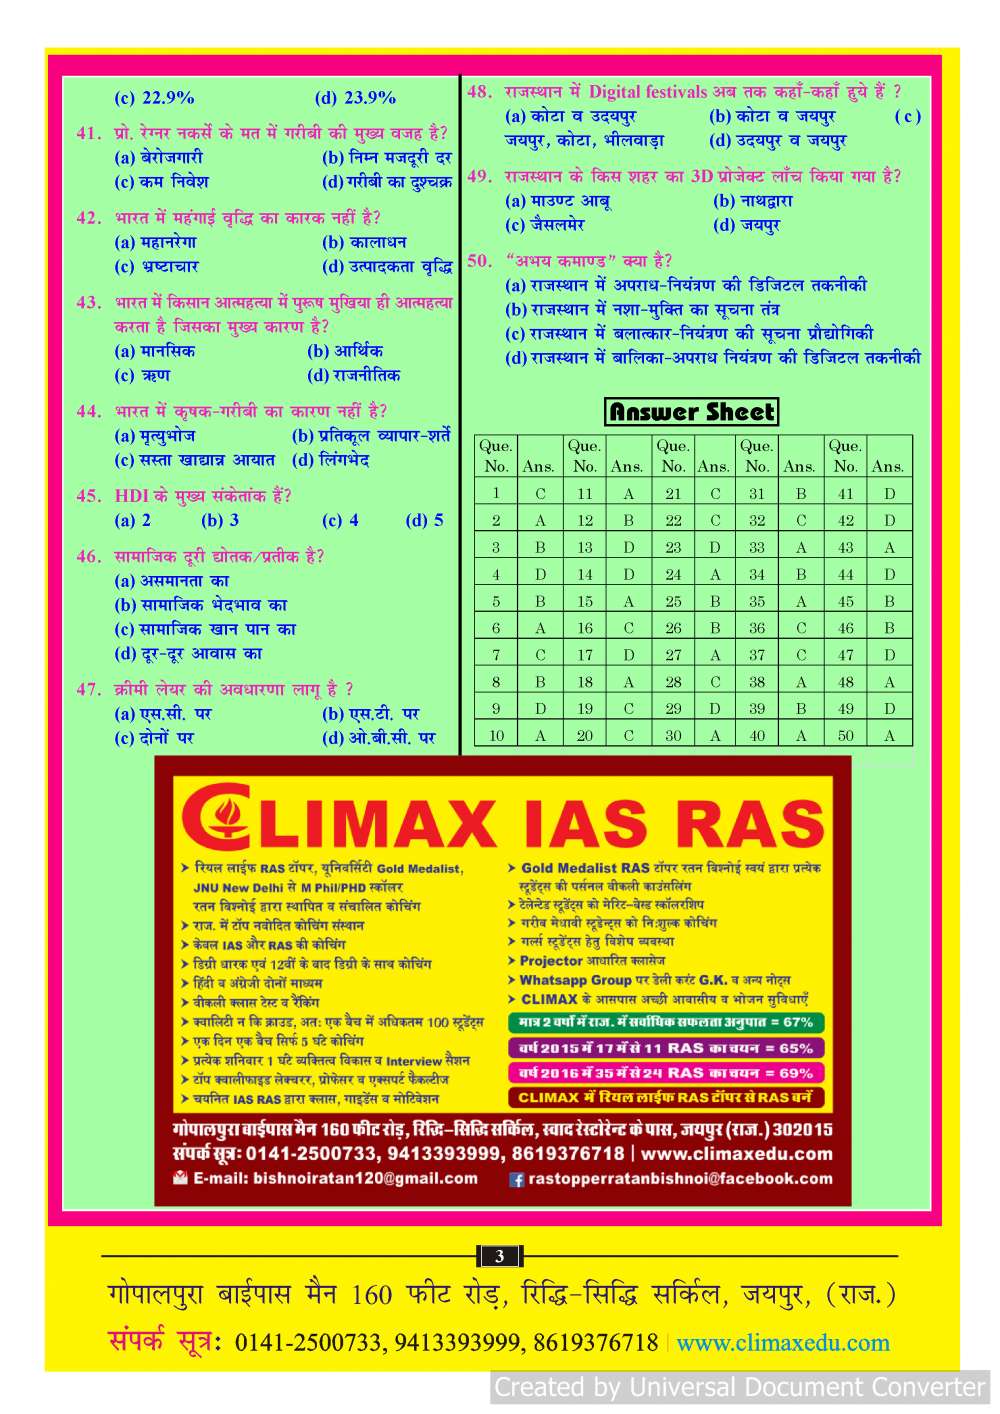 (c) 22.9% (d) 23.9%
41. प्रो. रेग्नर नकर्से के मत में गरीबी की मुख्य वजह है?
(a) बेरोजगारी (b) निम्न मजदूरी दर
(c) कम निवेश (d) गरीबी का दुश्चक्र
42. भारत में महंगाई वृद्धि का कारक नहीं है?
(a) महानरेगा (b) कालाधन
(c) भ्रष्टाचार (d) उत्पादकता वृद्धि
43. भारत में किसान आत्महत्या में पुरूष मुखिया ही आत्महत्या
करता है जिसका मुख्य कारण है?
(a) मानसिक (b) आर्थिक
(c) ऋण (d) राजनीतिक
44. भारत में कृषक-गरीबी का कारण नहीं है?
(a) मृत्युभोज (b) प्रतिकूल व्यापार-शर्ते
(c) सस्ता खाद्यान्न आयात (d) लिंगभेद
45. HDI के मुख्य संकेतांक हैं?
(a) 2 (b) 3 (c) 4 (d) 5
46. सामाजिक दूरी द्योतक/प्रतीक है?
(a) असमानता का
(b) सामाजिक भेदभाव का
(c) सामाजिक खान पान का
(d) दूर-दूर आवास का
47. क्रीमी लेयर की अवधारणा लागू है ?
(a) एस.सी. पर (b) एस.टी. पर
(c) दोनों पर (d) ओ.बी.सी. पर
48. राजस्थान में Digital festivals अब तक कहाँ-कहाँ हुये हैं ?
(a) कोटा व उदयपुर (b) कोटा व जयपुर (c)
जयपुर, कोटा, भीलवाड़ा (d) उदयपुर व जयपुर
49. राजस्थान के किस शहर का 3D प्रोजेक्ट लाँच किया गया है?
(a) माउण्ट आबू (b) नाथद्वारा
(c) जैसलमेर (d) जयपुर
50. “अभय कमाण्ड” क्या है?
(a) राजस्थान में अपराध-नियंत्रण की डिजिटल तकनीकी
(b) राजस्थान में नशा-मुक्ति का सूचना तंत्र
(c) राजस्थान में बलात्कार-नियंत्रण की सूचना प्रौद्योगिकी
(d) राजस्थान में बालिका-अपराध नियंत्रण की डिजिटल तकनीकी
Answer Sheet
Que. Que. Que. Que. Que.
No. Ans. No. Ans. No. Ans. No. Ans. No. Ans.
1 C 11 A 21 C 31 B 41 D
2 A 12 B 22 C 32 C 42 D
3 B 13 D 23 D 33 A 43 A
4 D 14 D 24 A 34 B 44 D
5 B 15 A 25 B 35 A 45 B
6 A 16 C 26 B 36 C 46 B
7 C 17 D 27 A 37 C 47 D
8 B 18 A 28 C 38 A 48 A
9 D 19 C 29 D 39 B 49 D
10 A 20 C 30 A 40 A 50 A
CLIMAX IAS RAS
रियल लाईफ RAS टॉपर, यूनिवर्सिटी Gold Medalist,
JNU New Delhi से M Phil/PHD स्कॉलर
रतन बिश्नोई द्वारा स्थापित व संचालित कोचिंग
राज. में टॉप नवोदित कोचिंग संस्थान
केवल IAS और RAS की कोचिंग
डिग्री धारक एवं 12वीं के बाद डिग्री के साथ कोचिंग
हिंदी व अंग्रेजी दोनों माध्यम
वीकली क्लास टेस्ट व रैंकिंग
क्वालिटी न कि क्राउड, अतः एक बैच में अधिकतम 100 स्टूडेंट्स
एक दिन एक बैच सिर्फ 5 घंटे कोचिंग
प्रत्येक शनिवार 1 घंटे व्यक्तित्व विकास व Interview सैशन
टॉप क्वालीफाइड लेक्चरर, प्रोफेसर व एक्सपर्ट फैकल्टीज
चयनित IAS RAS द्वारा क्लास, गाइडेंस व मोटिवेशन
Gold Medalist RAS टॉपर रतन बिश्नोई स्वयं द्वारा प्रत्येक
स्टूडेंट्स की पर्सनल वीकली काउंसलिंग
टेलेन्टेड स्टूडेंट्स को मेरिट-बेस्ड स्कॉलरशिप
गरीब मेधावी स्टूडेन्ट्स को निःशुल्क कोचिंग
गर्ल्स स्टूडेंट्स हेतु विशेष व्यवस्था
Projector आधारित क्लासेज
Whatsapp Group पर डेली करंट G.K. व अन्य नोट्स
CLIMAX के आसपास अच्छी आवासीय व भोजन सुविधाएँ
मात्र 2 वर्षों में राज. में सर्वाधिक सफलता अनुपात = 67%
वर्ष 2015 में 17 में से 11 RAS का चयन = 65%
वर्ष 2016 में 35 में से 24 RAS का चयन = 69%
CLIMAX में रियल लाईफ RAS टॉपर से RAS बनें
गोपालपुरा बाईपास मैन 160 फीट रोड़, रिद्धि-सिद्धि सर्किल, स्वाद रेस्टोरेन्ट के पास, जयपुर (राज.) 302015
संपर्क सूत्रः 0141-2500733, 9413393999, 8619376718 | www.climaxedu.com
E-mail: bishnoiratan120@gmail.com f rastopperratanbishnoi@facebook.com
3
गोपालपुरा बाईपास मैन 160 फीट रोड़, रिद्धि-सिद्धि सर्किल, जयपुर, (राज.)
संपर्क सूत्रः 0141-2500733, 9413393999, 8619376718 | www.climaxedu.com
Created by Universal Document Converter